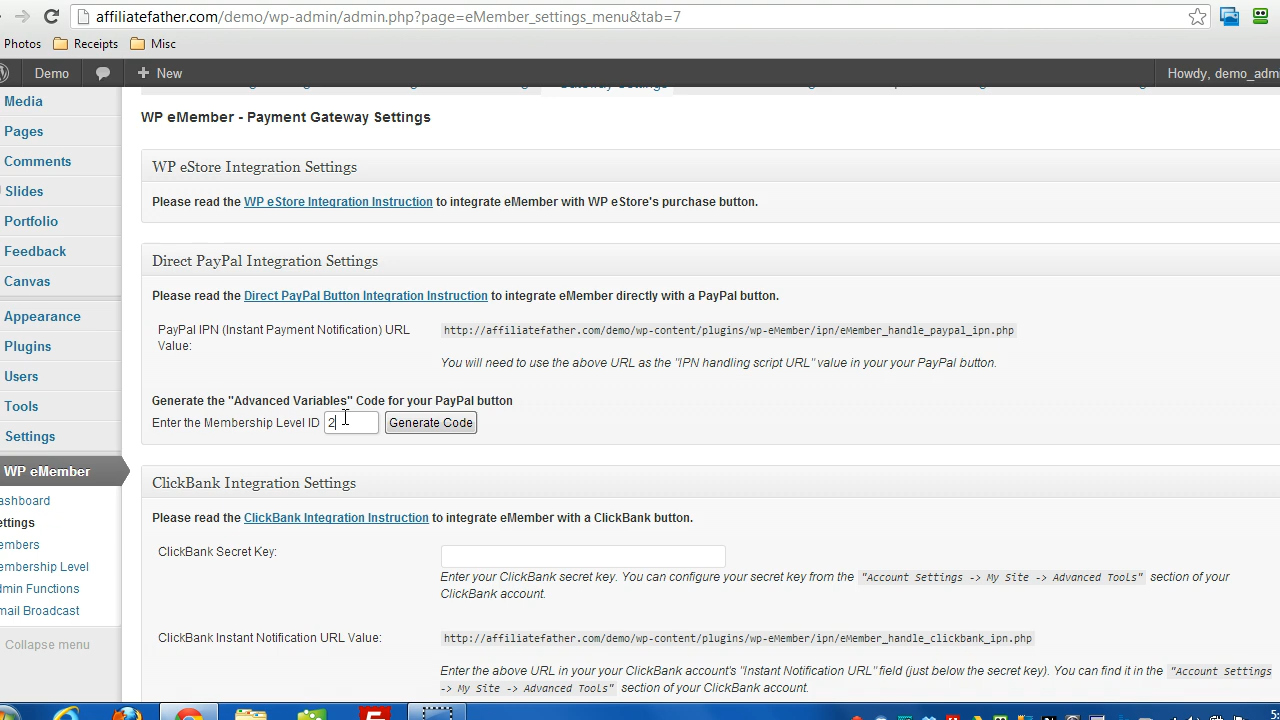 affiliatefather.com/demo/wp-admin/admin.php?page=eMember_settings_menu&tab=7
Photos Receipts Misc
Demo + New Howdy, demo_adm
Media
Pages
Comments
Slides
Portfolio
Feedback
Canvas
Appearance
Plugins
Users
Tools
Settings
WP eMember
ashboard
ettings
embers
embership Level
dmin Functions
mail Broadcast
Collapse menu
WP eMember - Payment Gateway Settings
WP eStore Integration Settings
Please read the WP eStore Integration Instruction to integrate eMember with WP eStore's purchase button.
Direct PayPal Integration Settings
Please read the Direct PayPal Button Integration Instruction to integrate eMember directly with a PayPal button.
PayPal IPN (Instant Payment Notification) URL
Value:
http://affiliatefather.com/demo/wp-content/plugins/wp-eMember/ipn/eMember_handle_paypal_ipn.php
You will need to use the above URL as the "IPN handling script URL" value in your your PayPal button.
Generate the "Advanced Variables" Code for your PayPal button
Enter the Membership Level ID 2 Generate Code
ClickBank Integration Settings
Please read the ClickBank Integration Instruction to integrate eMember with a ClickBank button.
ClickBank Secret Key:
Enter your ClickBank secret key. You can configure your secret key from the "Account Settings -> My Site -> Advanced Tools" section of your
ClickBank account.
ClickBank Instant Notification URL Value:
http://affiliatefather.com/demo/wp-content/plugins/wp-eMember/ipn/eMember_handle_clickbank_ipn.php
Enter the above URL in your your ClickBank account's "Instant Notification URL" field (just below the secret key). You can find it in the "Account Settings
-> My Site -> Advanced Tools" section of your ClickBank account.